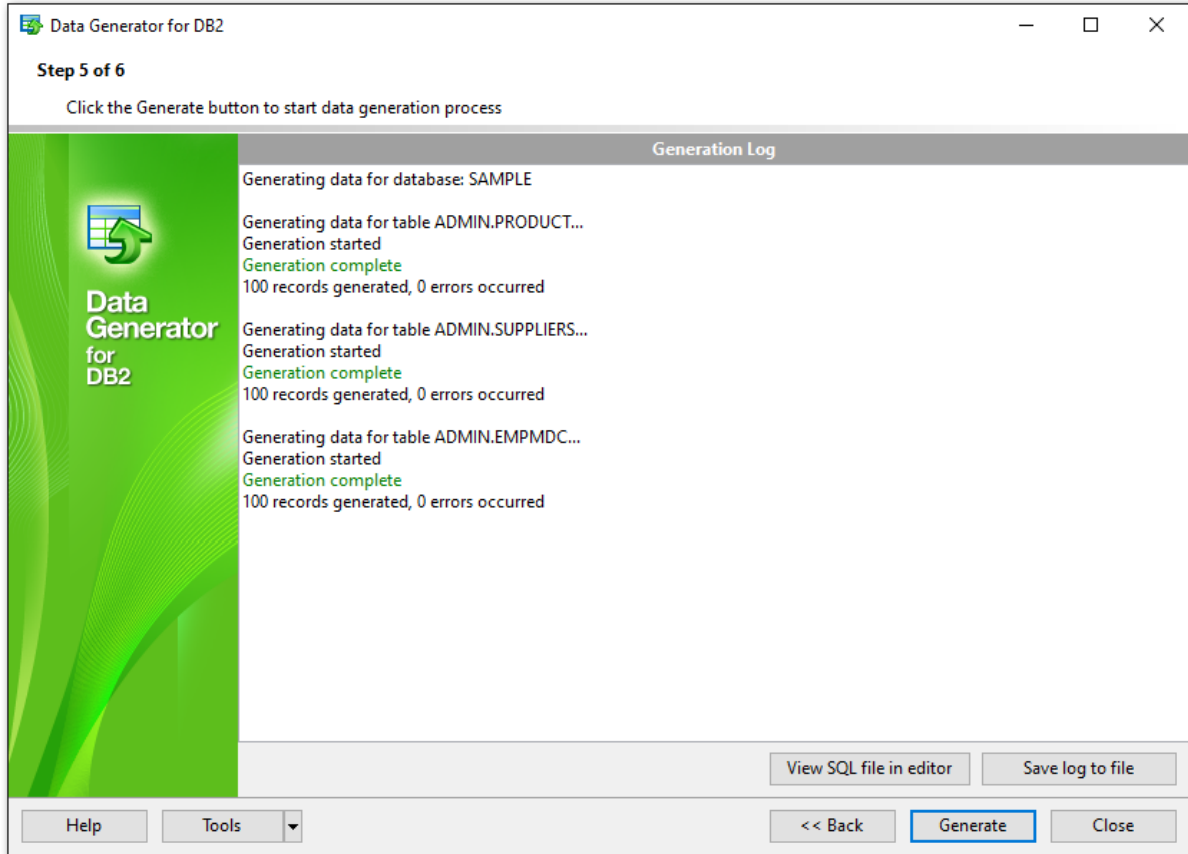 Data Generator for DB2
Step 5 of 6
Click the Generate button to start data generation process
Data
Generator
for
DB2
Generation Log
Generating data for database: SAMPLE
Generating data for table ADMIN.PRODUCT...
Generation started
Generation complete
100 records generated, 0 errors occurred
Generating data for table ADMIN.SUPPLIERS...
Generation started
Generation complete
100 records generated, 0 errors occurred
Generating data for table ADMIN.EMPMDC...
Generation started
Generation complete
100 records generated, 0 errors occurred
View SQL file in editor
Save log to file
Help
Tools
<< Back
Generate
Close